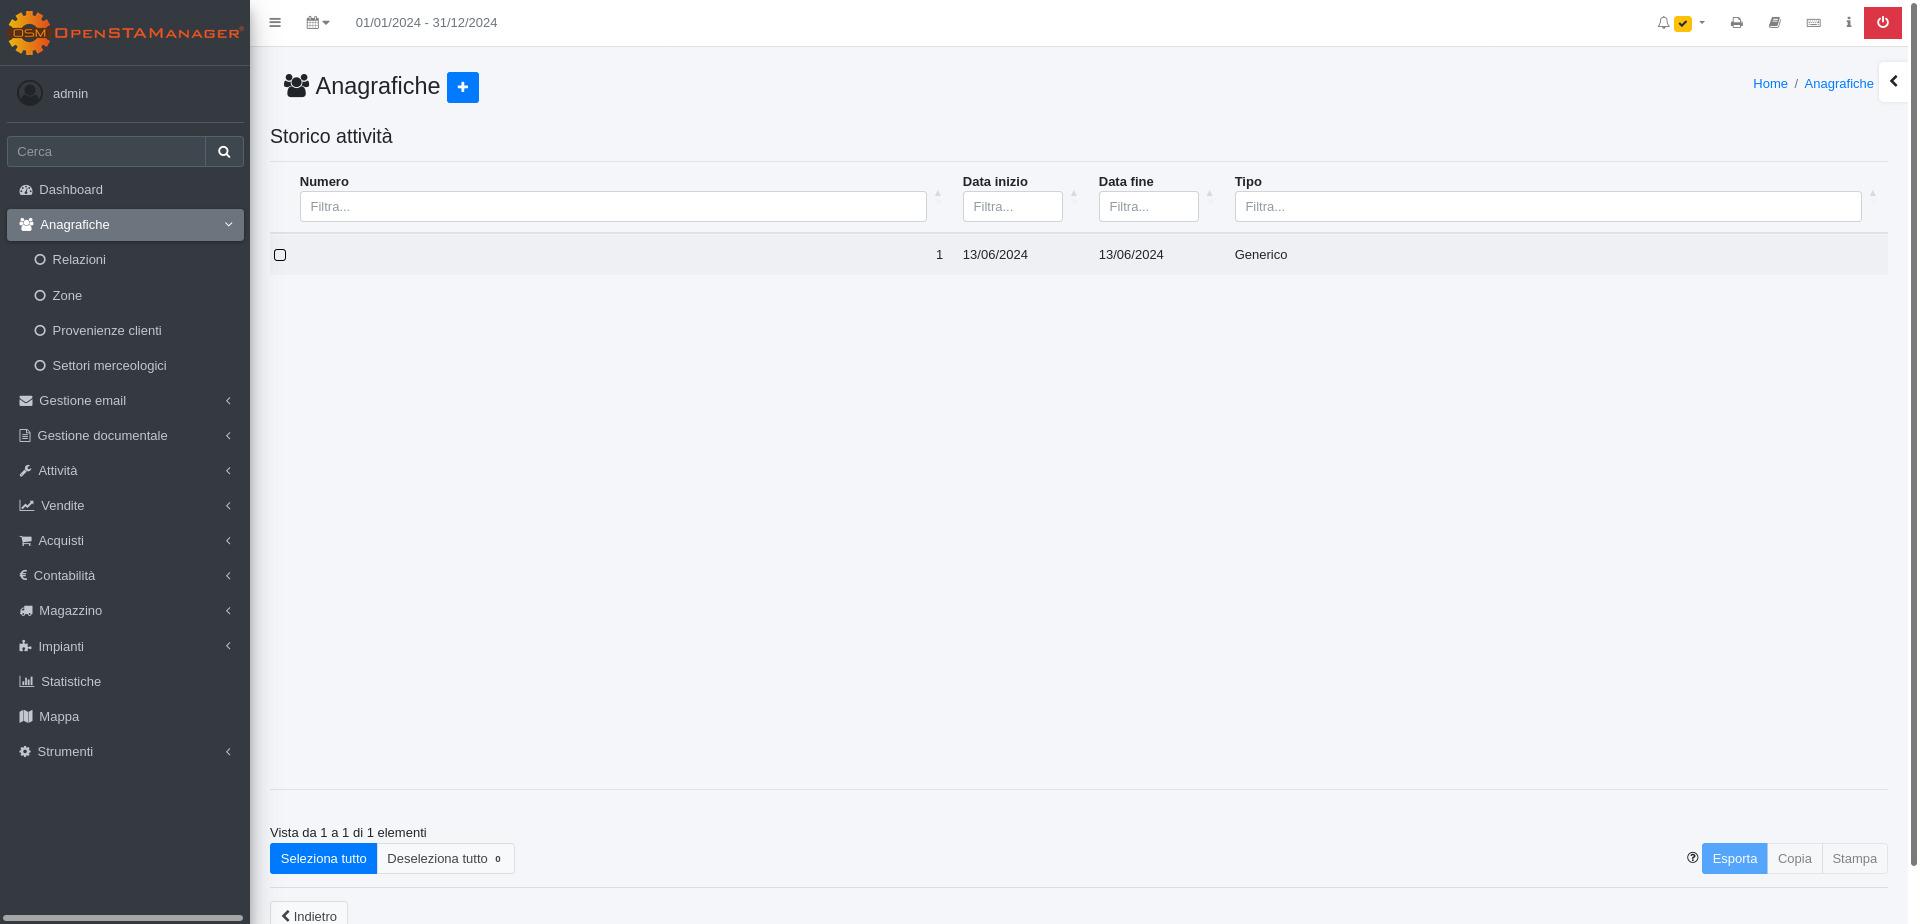 OSM OpenSTAManager®
01/01/2024 - 31/12/2024
admin
Anagrafiche
Home / Anagrafiche
Cerca
Storico attività
Dashboard
Anagrafiche
Relazioni
Zone
Provenienze clienti
Settori merceologici
Gestione email
Gestione documentale
Attività
Vendite
Acquisti
€ Contabilità
Magazzino
Impianti
Statistiche
Mappa
Strumenti
Numero Data inizio Data fine Tipo
Filtra... Filtra... Filtra... Filtra...
1 13/06/2024 13/06/2024 Generico
Vista da 1 a 1 di 1 elementi
Seleziona tutto Deseleziona tutto 0
Esporta Copia Stampa
Indietro